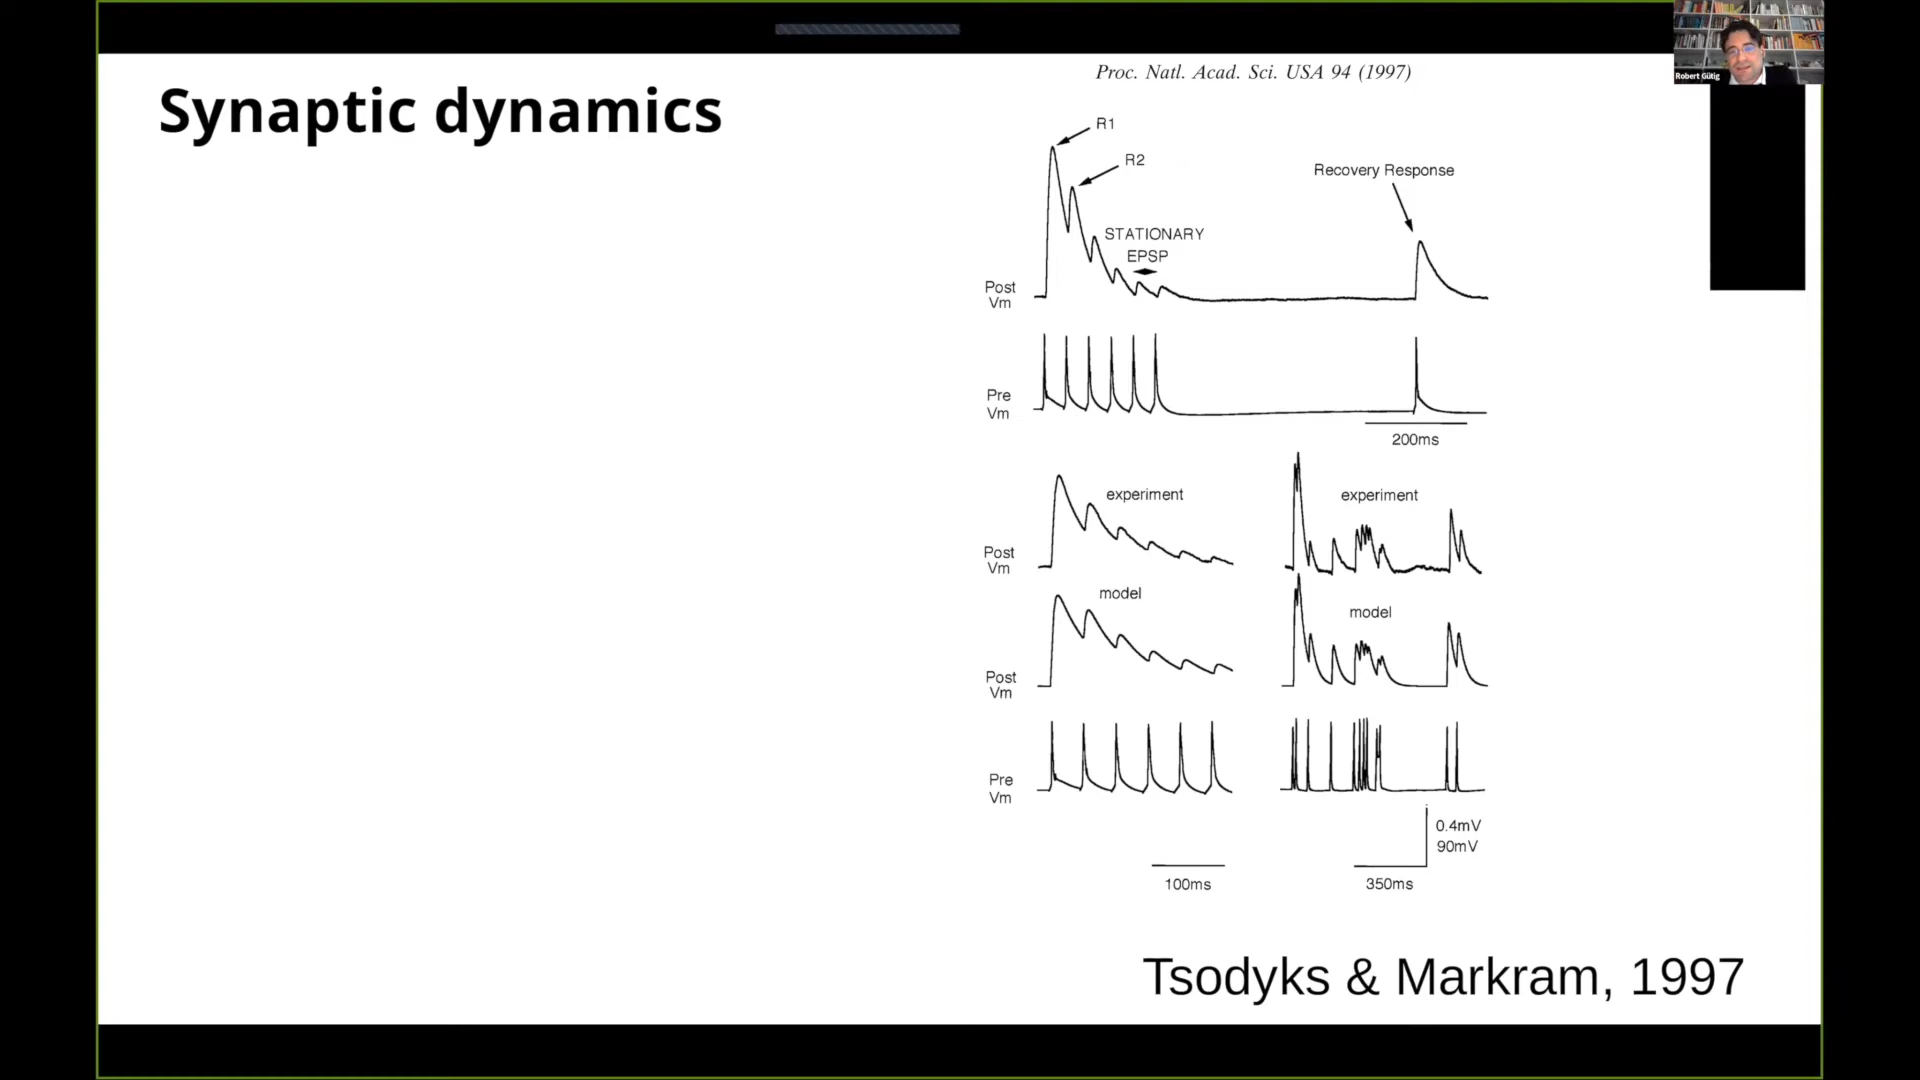 Robert Gütig
Proc. Natl. Acad. Sci. USA 94 (1997)
Synaptic dynamics
R1
R2
Recovery Response
STATIONARY
EPSP
Post
Vm
Pre
Vm
200ms
experiment
experiment
Post
Vm
model
model
Post
Vm
Pre
Vm
0.4mV
90mV
100ms
350ms
Tsodyks & Markram, 1997